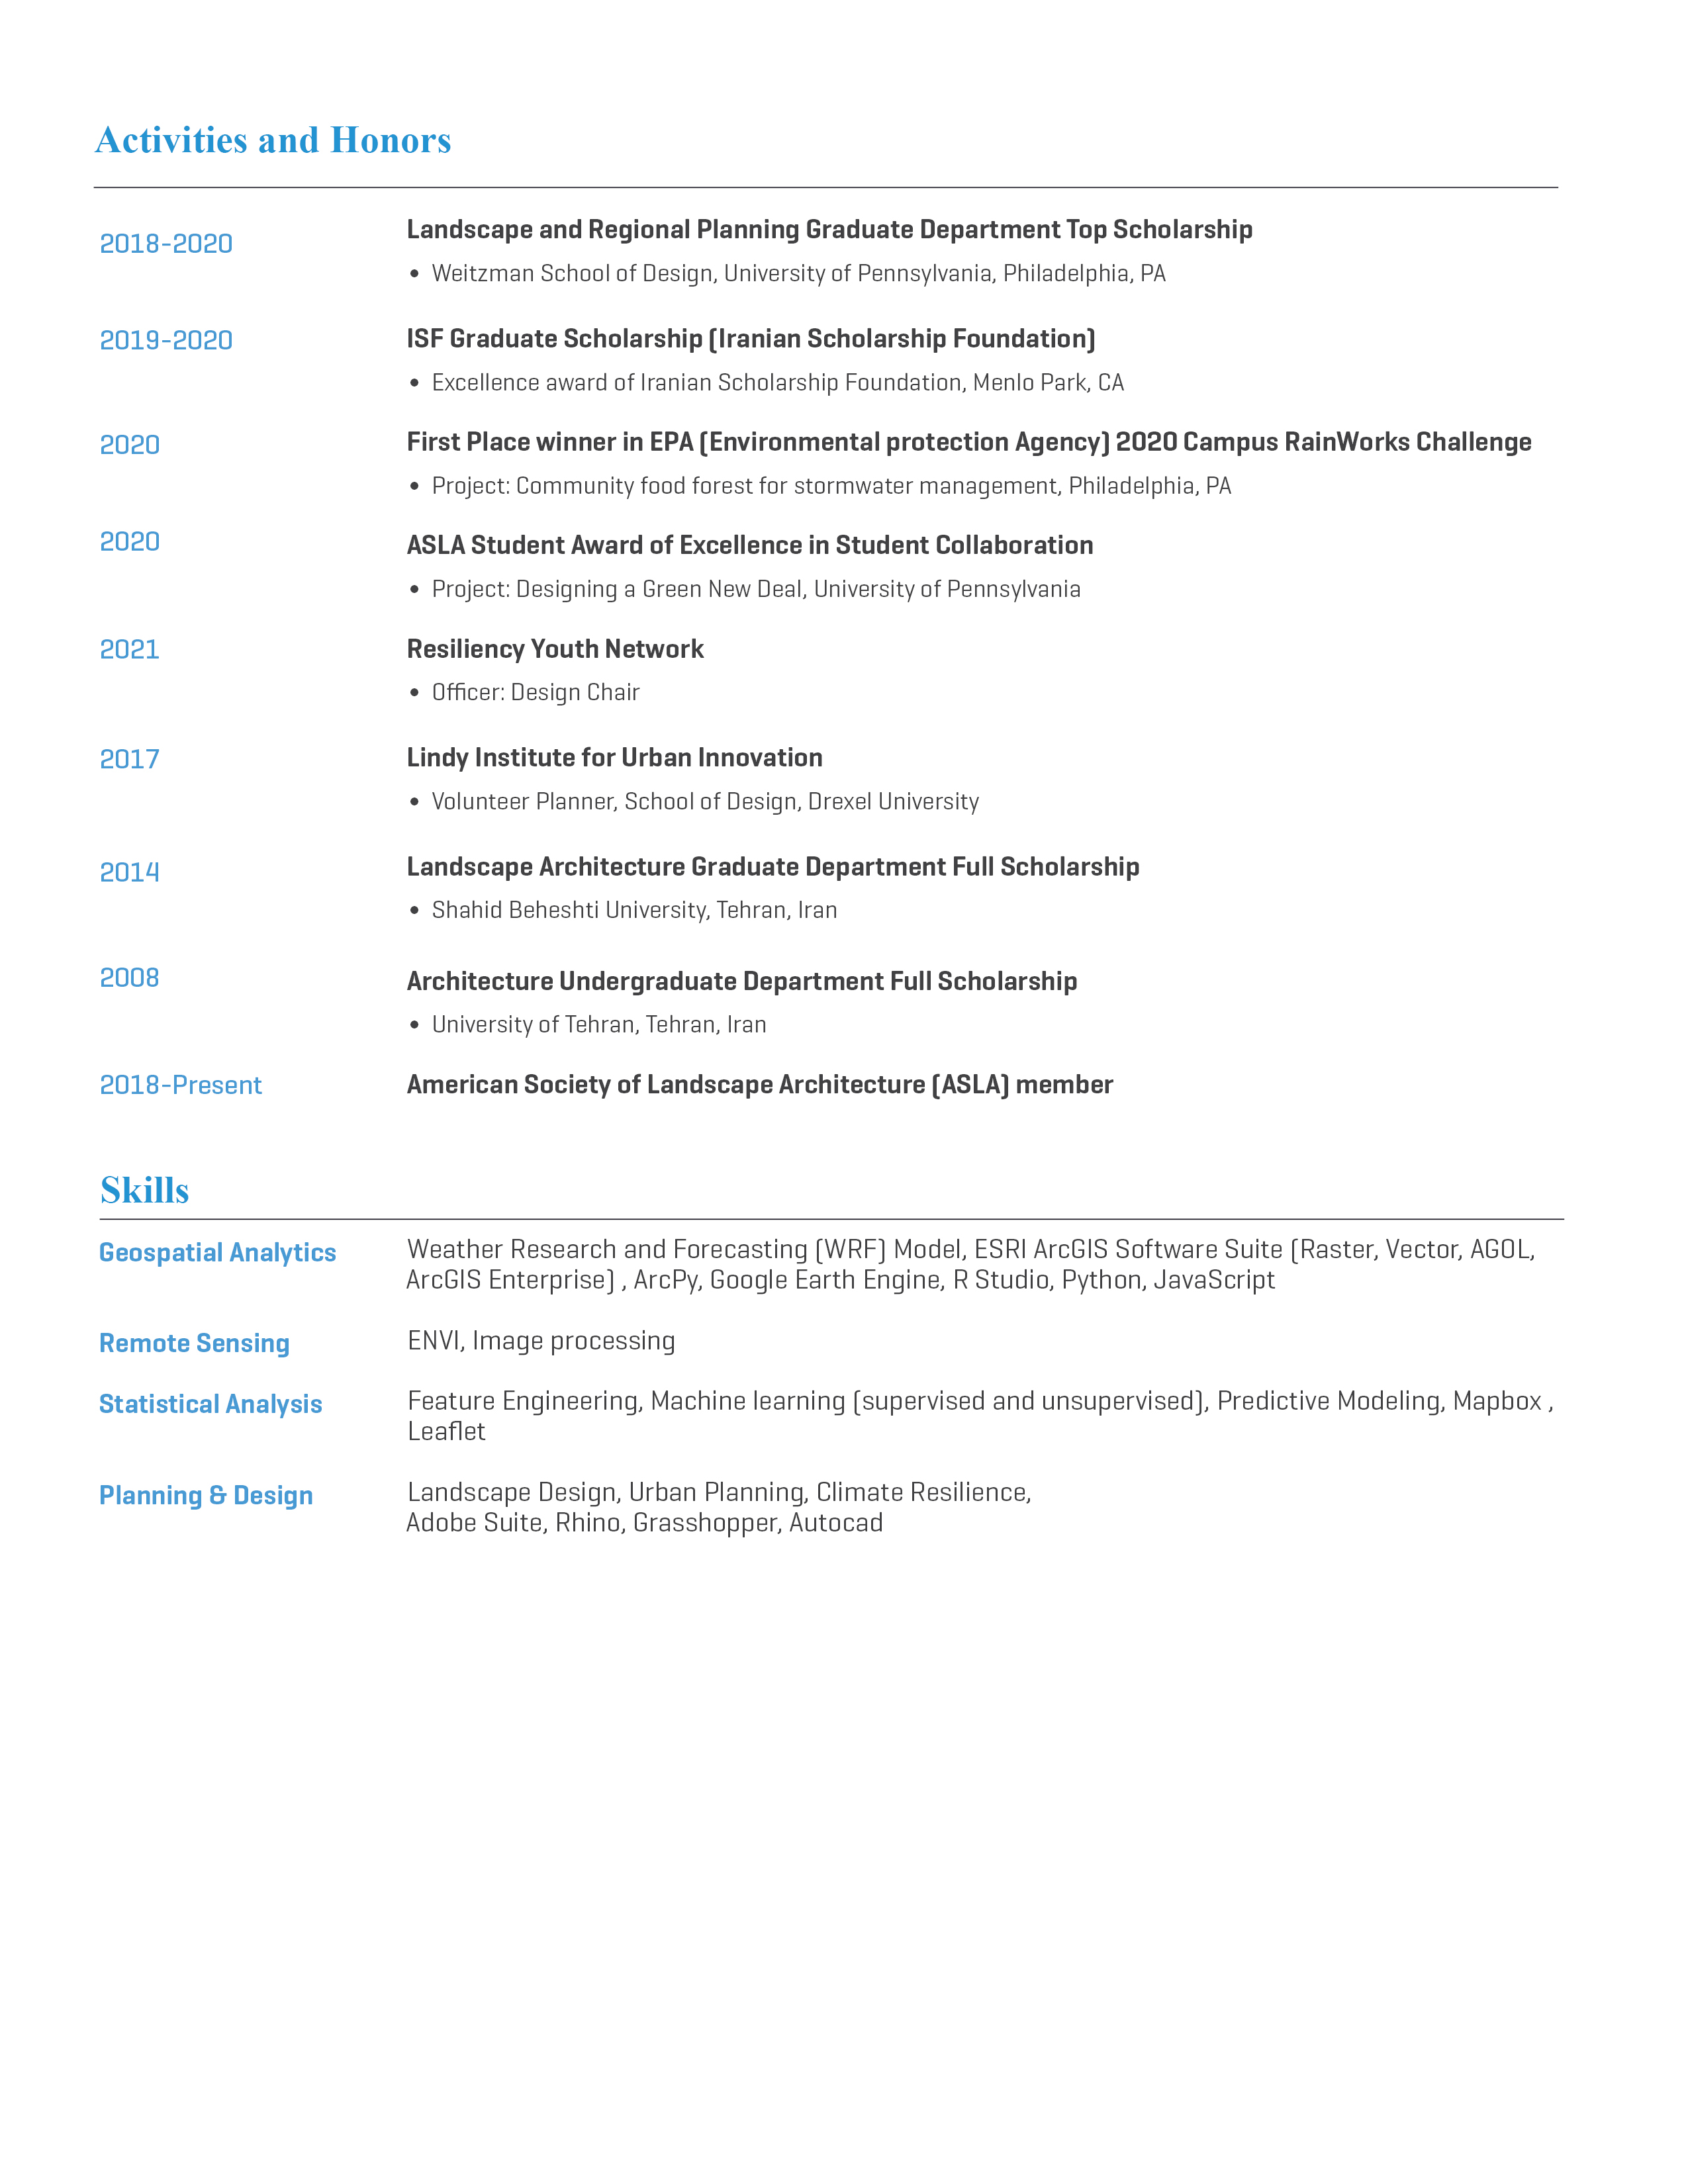 Activities and Honors
2018-2020
Landscape and Regional Planning Graduate Department Top Scholarship
• Weitzman School of Design, University of Pennsylvania, Philadelphia, PA
2019-2020
ISF Graduate Scholarship (Iranian Scholarship Foundation)
• Excellence award of Iranian Scholarship Foundation, Menlo Park, CA
2020
First Place winner in EPA (Environmental protection Agency) 2020 Campus RainWorks Challenge
• Project: Community food forest for stormwater management, Philadelphia, PA
2020
ASLA Student Award of Excellence in Student Collaboration
• Project: Designing a Green New Deal, University of Pennsylvania
2021
Resiliency Youth Network
• Officer: Design Chair
2017
Lindy Institute for Urban Innovation
• Volunteer Planner, School of Design, Drexel University
2014
Landscape Architecture Graduate Department Full Scholarship
• Shahid Beheshti University, Tehran, Iran
2008
Architecture Undergraduate Department Full Scholarship
• University of Tehran, Tehran, Iran
2018-Present
American Society of Landscape Architecture (ASLA) member
Skills
Geospatial Analytics
Weather Research and Forecasting (WRF) Model, ESRI ArcGIS Software Suite (Raster, Vector, AGOL,
ArcGIS Enterprise) , ArcPy, Google Earth Engine, R Studio, Python, JavaScript
Remote Sensing
ENVI, Image processing
Statistical Analysis
Feature Engineering, Machine learning (supervised and unsupervised), Predictive Modeling, Mapbox ,
Leaflet
Planning & Design
Landscape Design, Urban Planning, Climate Resilience,
Adobe Suite, Rhino, Grasshopper, Autocad